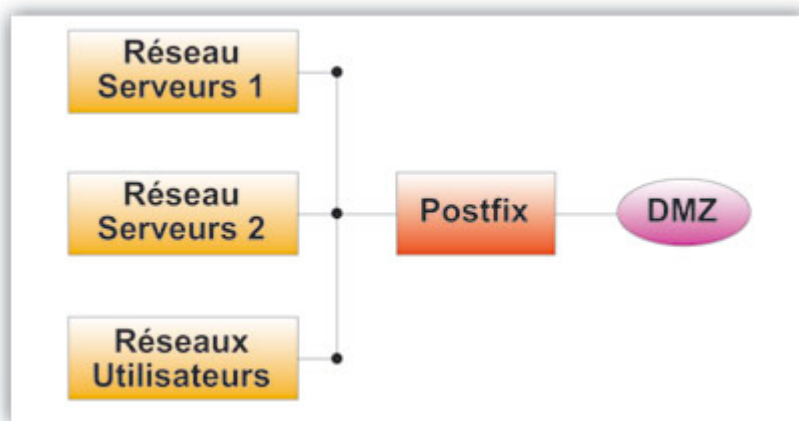 Réseau
Serveurs 1
Réseau
Serveurs 2
Postfix
DMZ
Réseaux
Utilisateurs